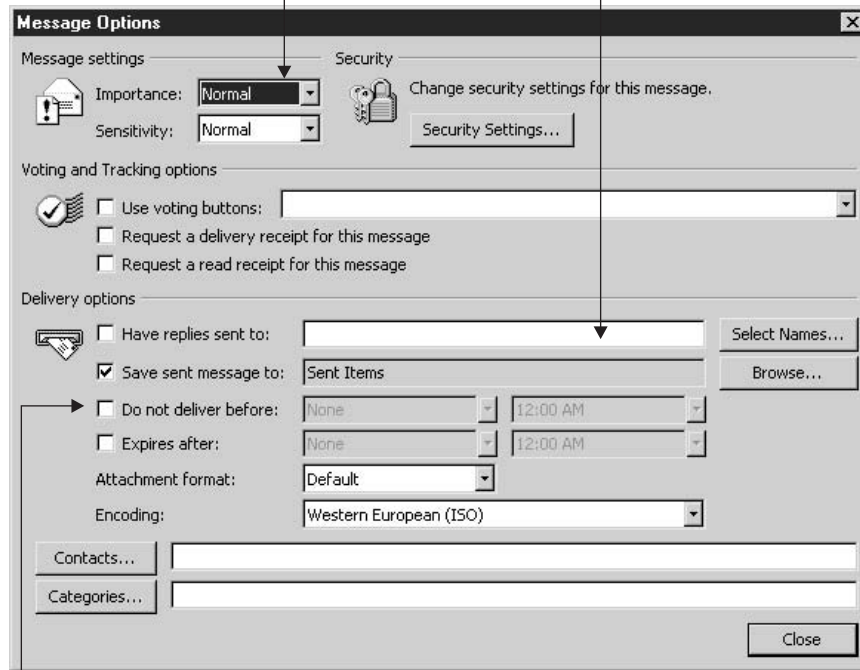 Message Options
Message settings
Security
Importance: Normal
Change security settings for this message.
Sensitivity: Normal
Security Settings...
Voting and Tracking options
Use voting buttons:
Request a delivery receipt for this message
Request a read receipt for this message
Delivery options
Have replies sent to:
Select Names...
Save sent message to: Sent Items
Browse...
Do not deliver before: None 12:00 AM
Expires after: None 12:00 AM
Attachment format: Default
Encoding: Western European (ISO)
Contacts...
Categories...
Close